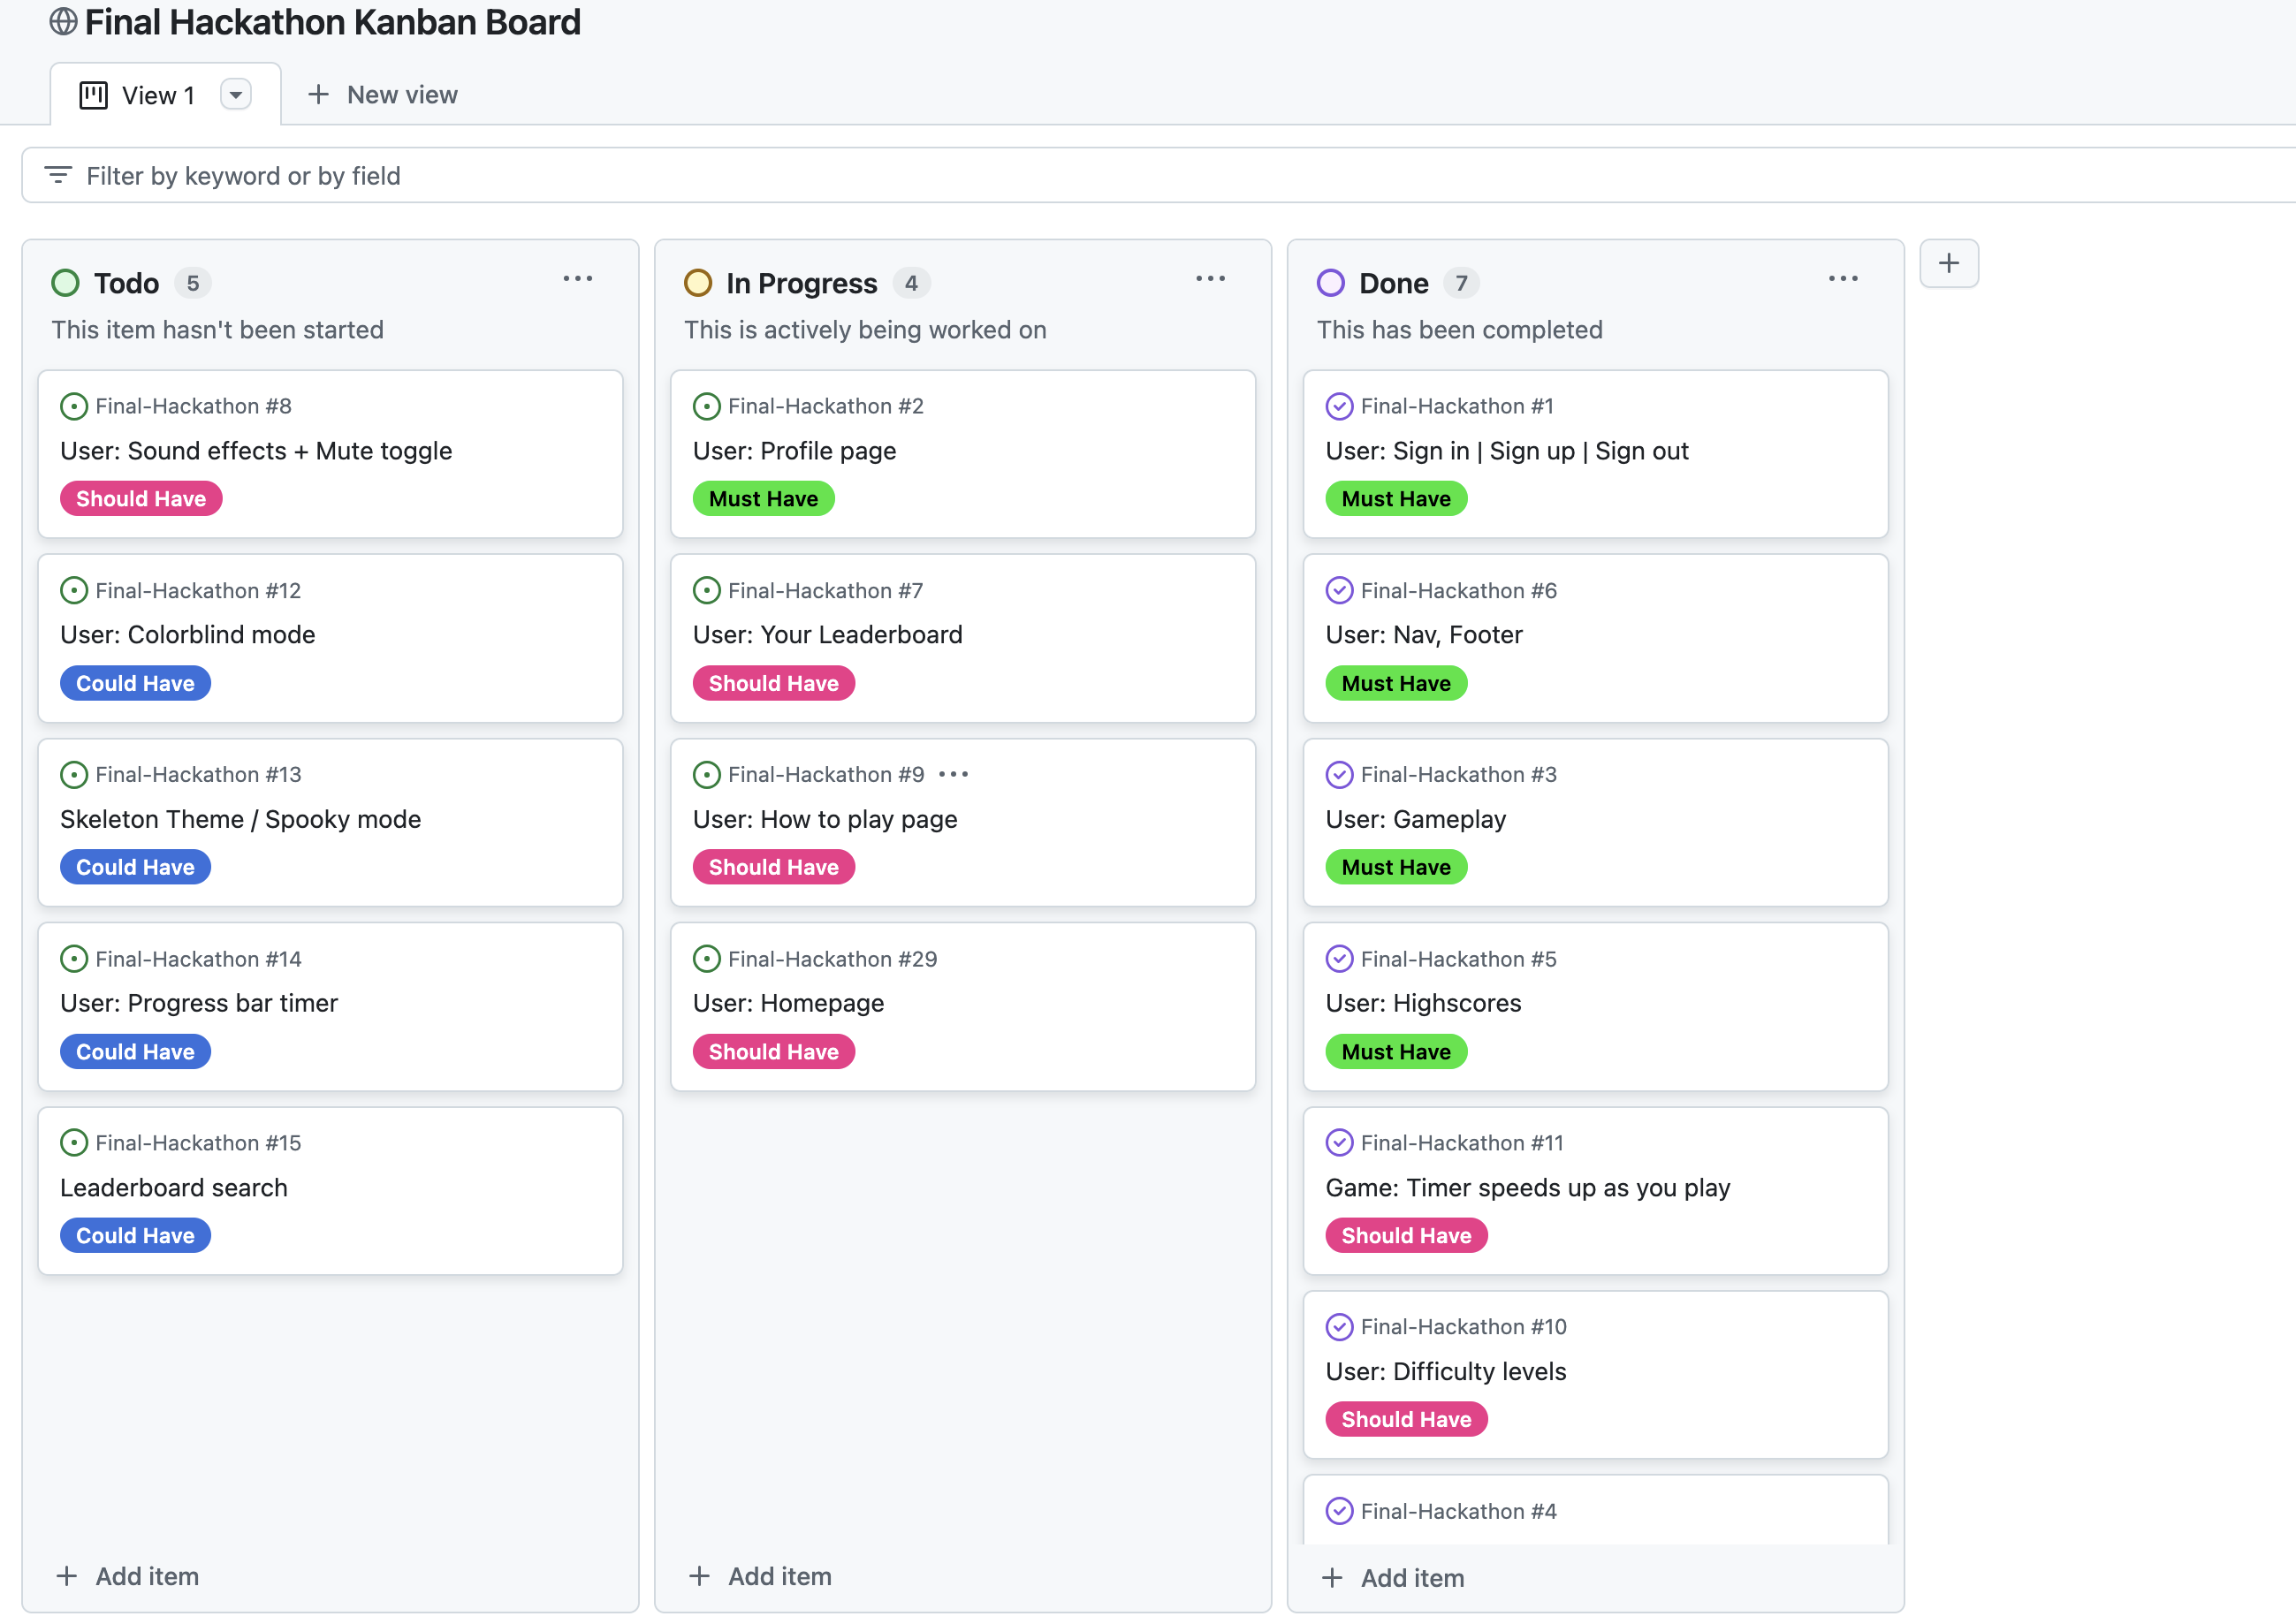 Final Hackathon Kanban Board
View 1
New view
Filter by keyword or by field
Todo 5
This item hasn't been started
Final-Hackathon #8
User: Sound effects + Mute toggle
Should Have
Final-Hackathon #12
User: Colorblind mode
Could Have
Final-Hackathon #13
Skeleton Theme / Spooky mode
Could Have
Final-Hackathon #14
User: Progress bar timer
Could Have
Final-Hackathon #15
Leaderboard search
Could Have
Add item
In Progress 4
This is actively being worked on
Final-Hackathon #2
User: Profile page
Must Have
Final-Hackathon #7
User: Your Leaderboard
Should Have
Final-Hackathon #9
User: How to play page
Should Have
Final-Hackathon #29
User: Homepage
Should Have
Add item
Done 7
This has been completed
Final-Hackathon #1
User: Sign in | Sign up | Sign out
Must Have
Final-Hackathon #6
User: Nav, Footer
Must Have
Final-Hackathon #3
User: Gameplay
Must Have
Final-Hackathon #5
User: Highscores
Must Have
Final-Hackathon #11
Game: Timer speeds up as you play
Should Have
Final-Hackathon #10
User: Difficulty levels
Should Have
Final-Hackathon #4
Add item